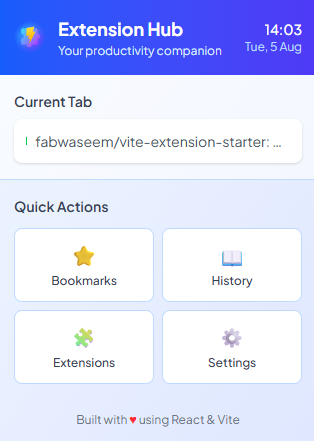 Extension Hub
14:03
Your productivity companion
Tue, 5 Aug
Current Tab
fabwaseem/vite-extension-starter: ...
Quick Actions
Bookmarks
History
Extensions
Settings
Built with ♥ using React & Vite